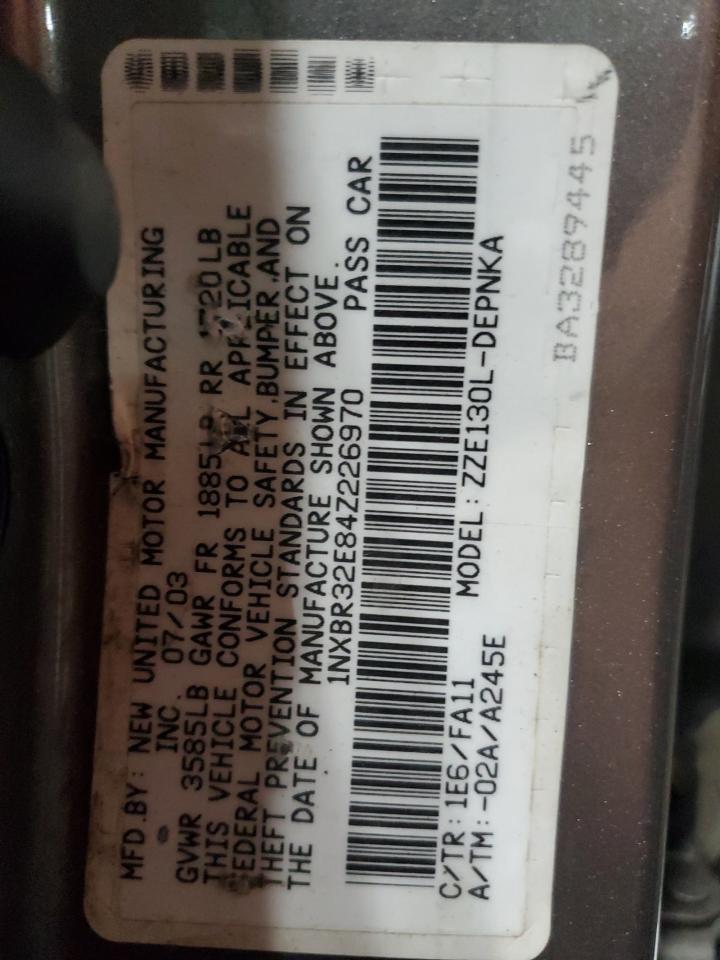 MFD.BY: NEW UNITED MOTOR MANUFACTURING
INC. 07/03
GVWR 3585LB GAWR FR 1885LB RR 1720LB
THIS VEHICLE CONFORMS TO ALL APPLICABLE
FEDERAL MOTOR VEHICLE SAFETY,BUMPER,AND
THEFT PREVENTION STANDARDS IN EFFECT ON
THE DATE OF MANUFACTURE SHOWN ABOVE.
1NXBR32E84Z226970 PASS CAR
C/TR: 1E6/FA11 MODEL: ZZE130L-DEPNKA
A/TM:-02A/A245E
BA3289445